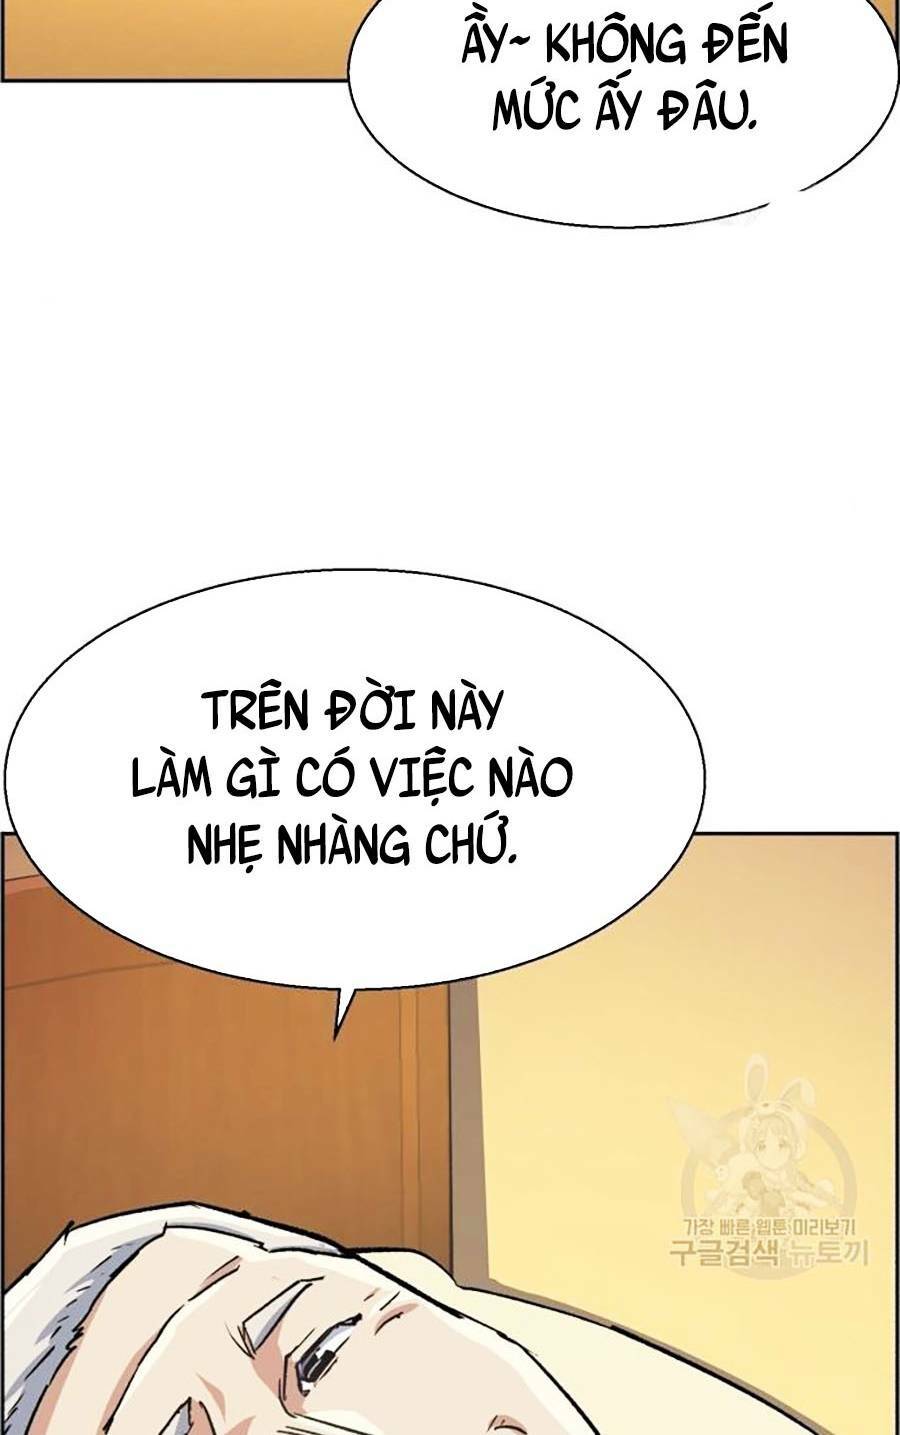 ẦY~ KHÔNG ĐẾN
MỨC ẤY ĐÂU.
TRÊN ĐỜI NÀY
LÀM GÌ CÓ VIỆC NÀO
NHẸ NHÀNG CHỨ.
가장 빠른 웹툰 미리보기
구글검색 뉴토끼